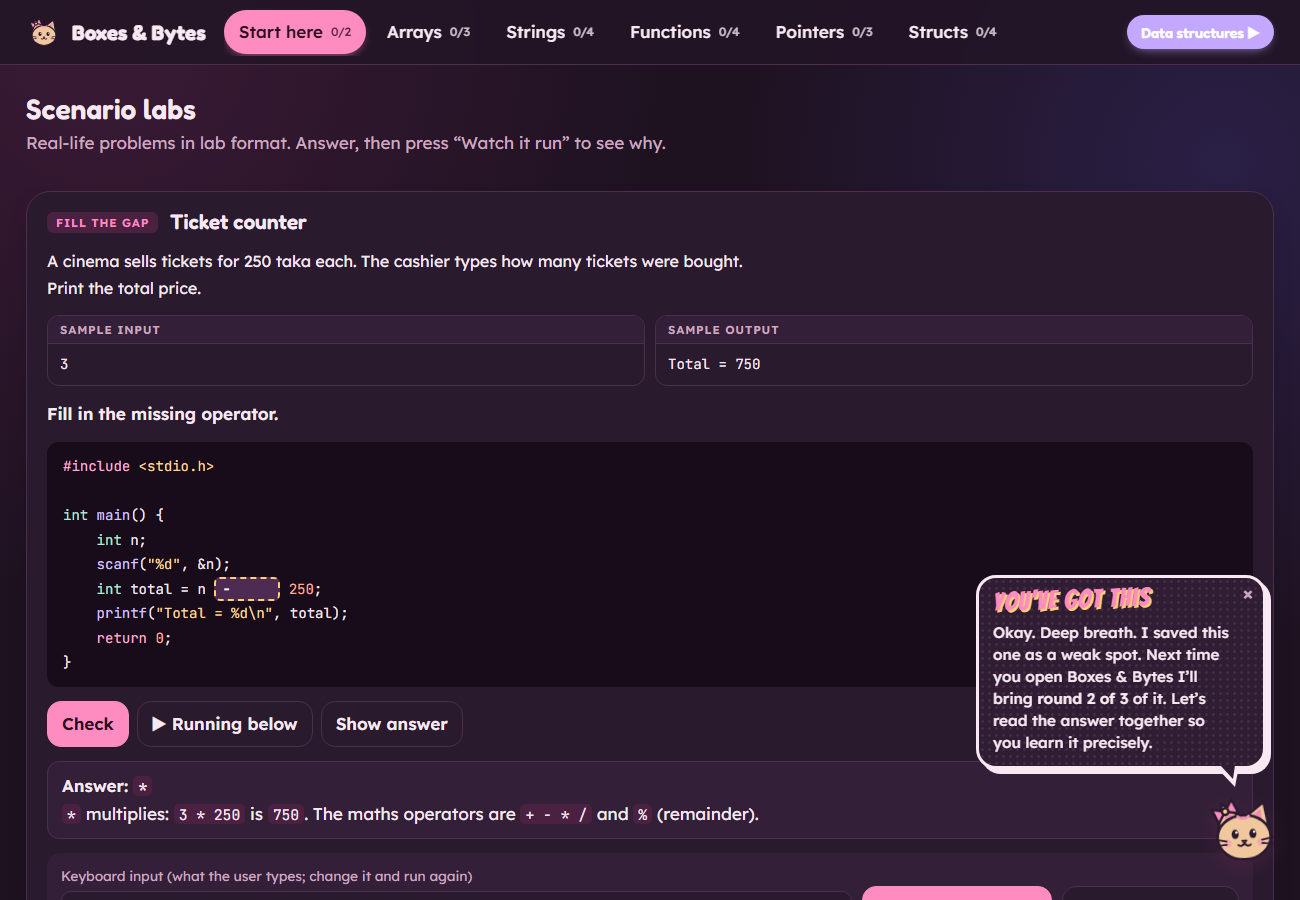 Boxes & Bytes
Start here 0/2
Arrays 0/3
Strings 0/4
Functions 0/4
Pointers 0/3
Structs 0/4
Data structures ▶
Scenario labs
Real-life problems in lab format. Answer, then press “Watch it run” to see why.
FILL THE GAP
Ticket counter
A cinema sells tickets for 250 taka each. The cashier types how many tickets were bought.
Print the total price.
SAMPLE INPUT
3
SAMPLE OUTPUT
Total = 750
Fill in the missing operator.
#include <stdio.h>
int main() {
    int n;
    scanf("%d", &n);
    int total = n - 250;
    printf("Total = %d\n", total);
    return 0;
}
Check
▶ Running below
Show answer
Answer: *
* multiplies: 3 * 250 is 750. The maths operators are + - * / and % (remainder).
Keyboard input (what the user types; change it and run again)
YOU'VE GOT THIS
×
Okay. Deep breath. I saved this
one as a weak spot. Next time
you open Boxes & Bytes I’ll
bring round 2 of 3 of it. Let’s
read the answer together so
you learn it precisely.